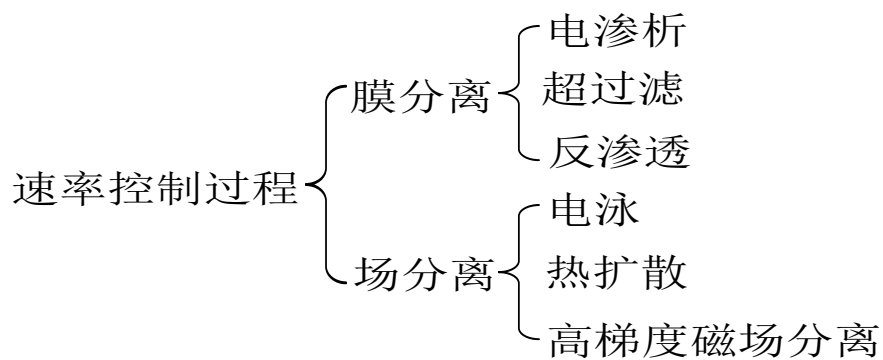 速率控制过程
膜分离
电渗析
超过滤
反渗透
场分离
电泳
热扩散
高梯度磁场分离